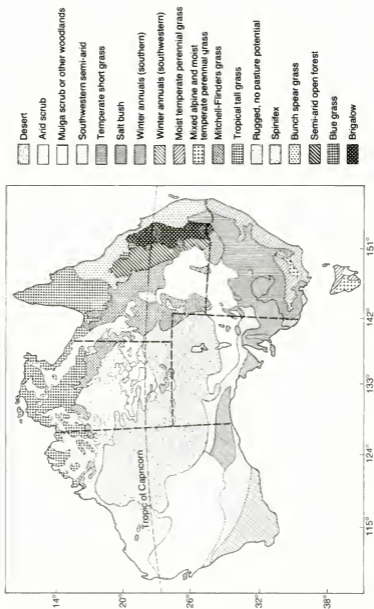 Desert
Arid scrub
Mulga scrub or other woodlands
Southwestern semi-arid
Temperate short grass
Salt bush
Winter annuals (southern)
Winter annuals (southwestern)
Moist temperate perennial grass
Mixed alpine and moist
temperate perennial grass
Mitchell-Flinders grass
Tropical tall grass
Rugged, no pasture potential
Spinifex
Bunch spear grass
Semi-arid open forest
Blue grass
Brigalow
Tropic of Capricorn
14°
20°
26°
32°
38°
115°
124°
133°
142°
151°